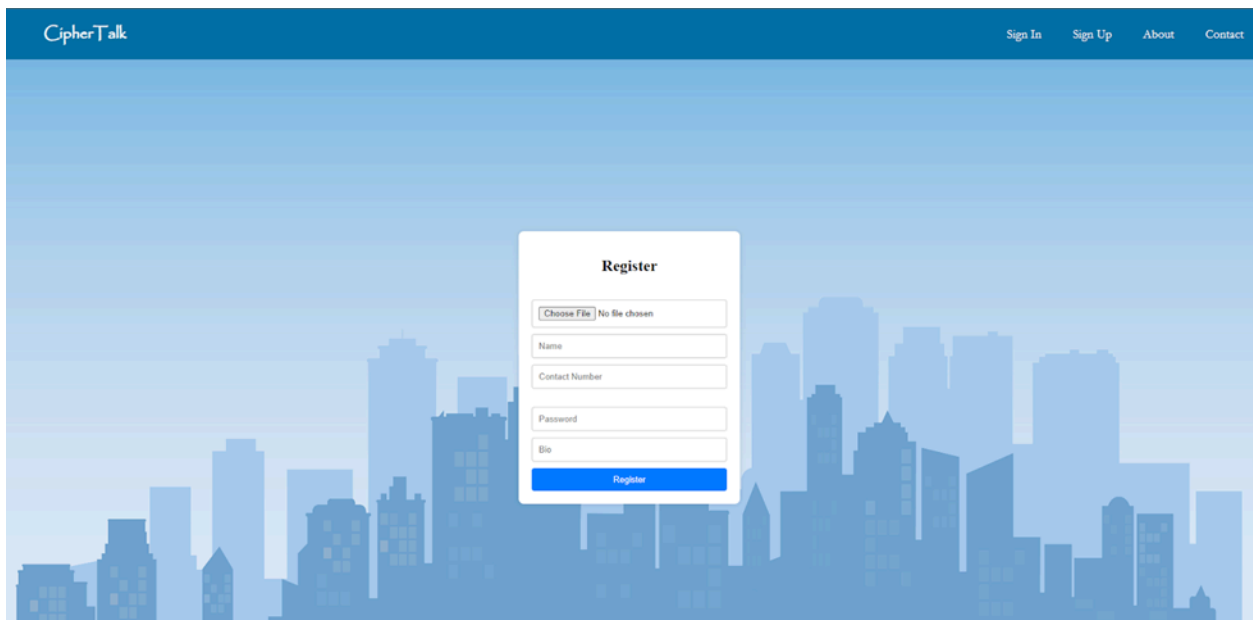 CipherTalk Sign In Sign Up About Contact
Register
Choose File No file chosen
Name
Contact Number
Password
Bio
Register